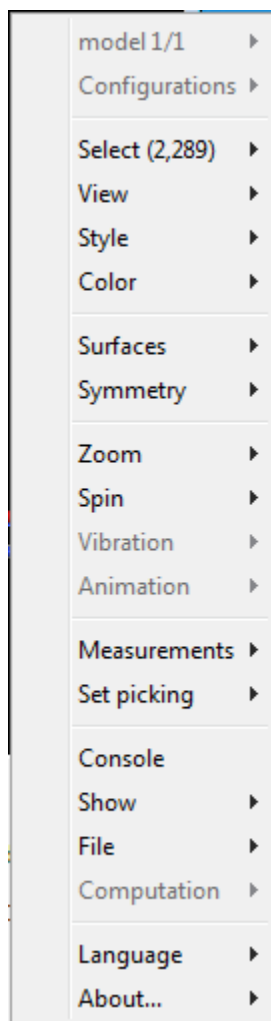 model 1/1
Configurations
Select (2,289)
View
Style
Color
Surfaces
Symmetry
Zoom
Spin
Vibration
Animation
Measurements
Set picking
Console
Show
File
Computation
Language
About...